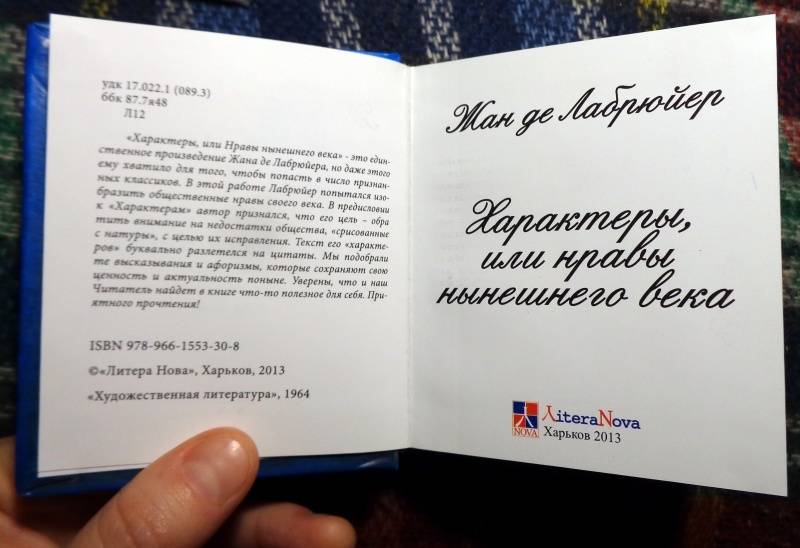 удк 17.022.1 (089.3)
ббк 87.7я48
Л12
«Характеры, или Нравы нынешнего века» - это един-
ственное произведение Жана де Лабрюйера, но даже этого
ему хватило для того, чтобы попасть в число признан-
ных классиков. В этой работе Лабрюйер попытался изо-
бразить общественные нравы своего века. В предисловии
к «Характерам» автор признался, что его цель - обра
тить внимание на недостатки общества, «срисованные
с натуры», с целью их исправления. Текст его «характе-
ров» буквально разлетелся на цитаты. Мы подобрали
те высказывания и афоризмы, которые сохраняют свою
ценность и актуальность поныне. Уверены, что и наш
Читатель найдет в книге что-то полезное для себя. При-
ятного прочтения!
ISBN 978-966-1553-30-8
©«Литера Нова», Харьков, 2013
«Художественная литература», 1964
Жан де Лабрюйер
Характеры,
или нравы
нынешнего века
NOVA
ЛiteraNova
Харьков 2013